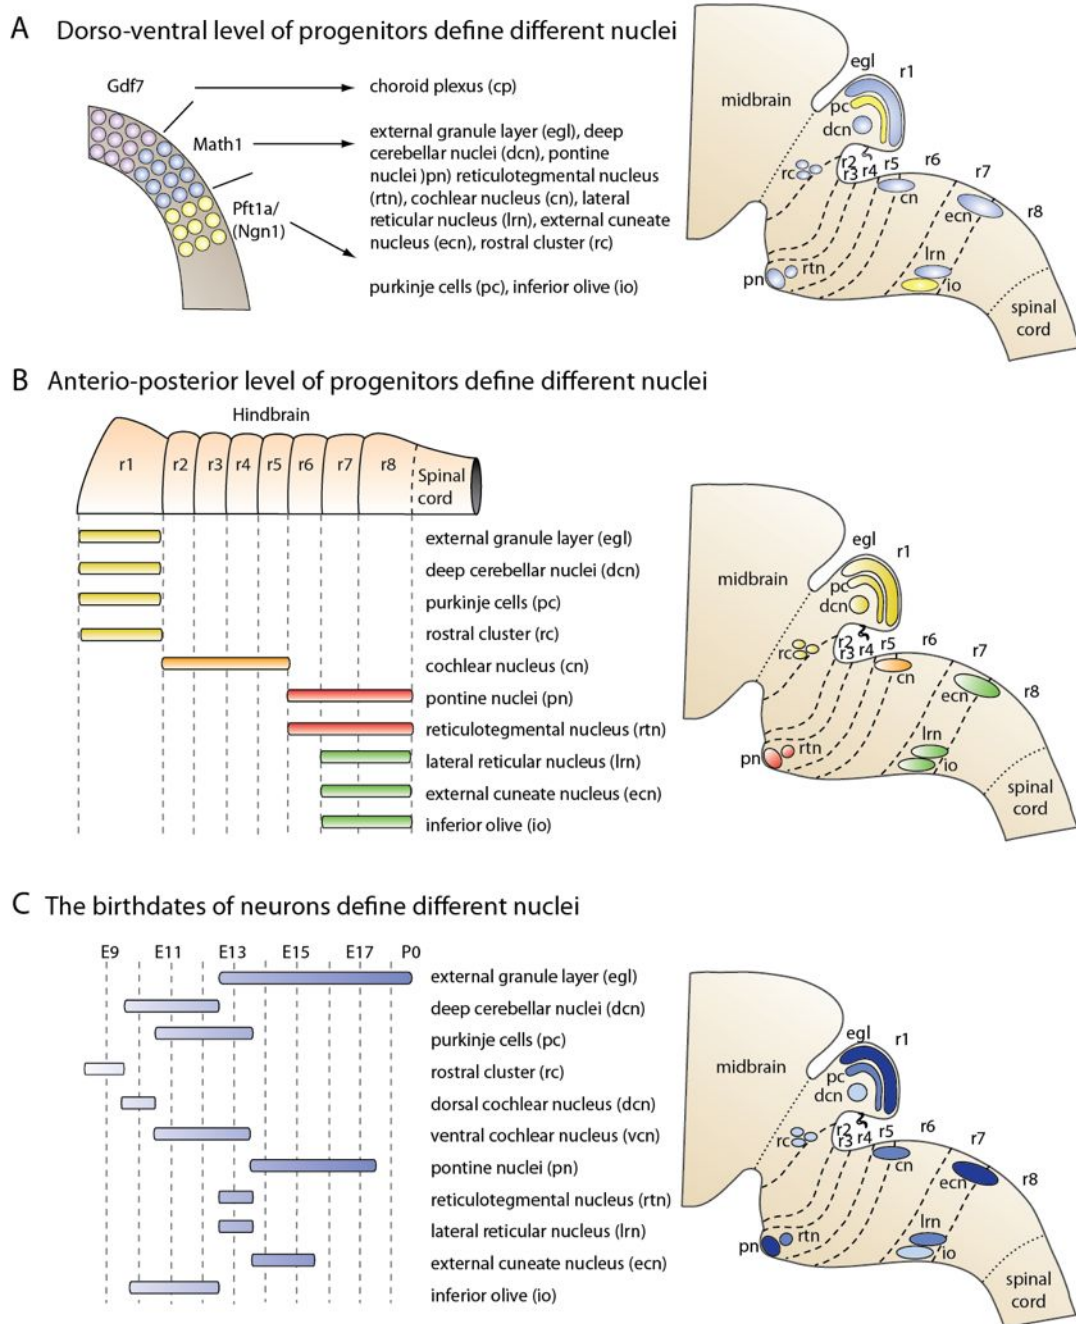 A Dorso-ventral level of progenitors define different nuclei
Gdf7
choroid plexus (cp)
Math1
external granule layer (egl), deep
cerebellar nuclei (dcn), pontine
nuclei )pn) reticulotegmental nucleus
(rtn), cochlear nucleus (cn), lateral
reticular nucleus (lrn), external cuneate
nucleus (ecn), rostral cluster (rc)
Pft1a/
(Ngn1)
purkinje cells (pc), inferior olive (io)
midbrain
egl
r1
pc
dcn
rc
r2
r3
r4
r5
r6
r7
r8
cn
ecn
lrn
io
pn
rtn
spinal
cord
B Anterio-posterior level of progenitors define different nuclei
Hindbrain
r1 r2 r3 r4 r5 r6 r7 r8
Spinal
cord
external granule layer (egl)
deep cerebellar nuclei (dcn)
purkinje cells (pc)
rostral cluster (rc)
cochlear nucleus (cn)
pontine nuclei (pn)
reticulotegmental nucleus (rtn)
lateral reticular nucleus (lrn)
external cuneate nucleus (ecn)
inferior olive (io)
midbrain
egl
r1
pc
dcn
rc
r2
r3
r4
r5
r6
r7
r8
cn
ecn
lrn
io
pn
rtn
spinal
cord
C The birthdates of neurons define different nuclei
E9 E11 E13 E15 E17 P0
external granule layer (egl)
deep cerebellar nuclei (dcn)
purkinje cells (pc)
rostral cluster (rc)
dorsal cochlear nucleus (dcn)
ventral cochlear nucleus (vcn)
pontine nuclei (pn)
reticulotegmental nucleus (rtn)
lateral reticular nucleus (lrn)
external cuneate nucleus (ecn)
inferior olive (io)
midbrain
egl
r1
pc
dcn
rc
r2
r3
r4
r5
r6
r7
r8
cn
ecn
lrn
io
pn
rtn
spinal
cord